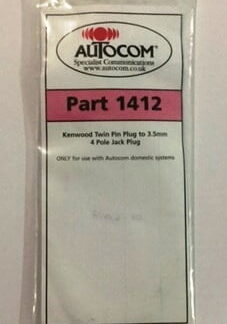 AUTOCOM®
Specialist Communications
www.autocom.co.uk
Part 1412
Kenwood Twin Pin Plug to 3.5mm
4 Pole Jack Plug
ONLY for use with Autocom domestic systems